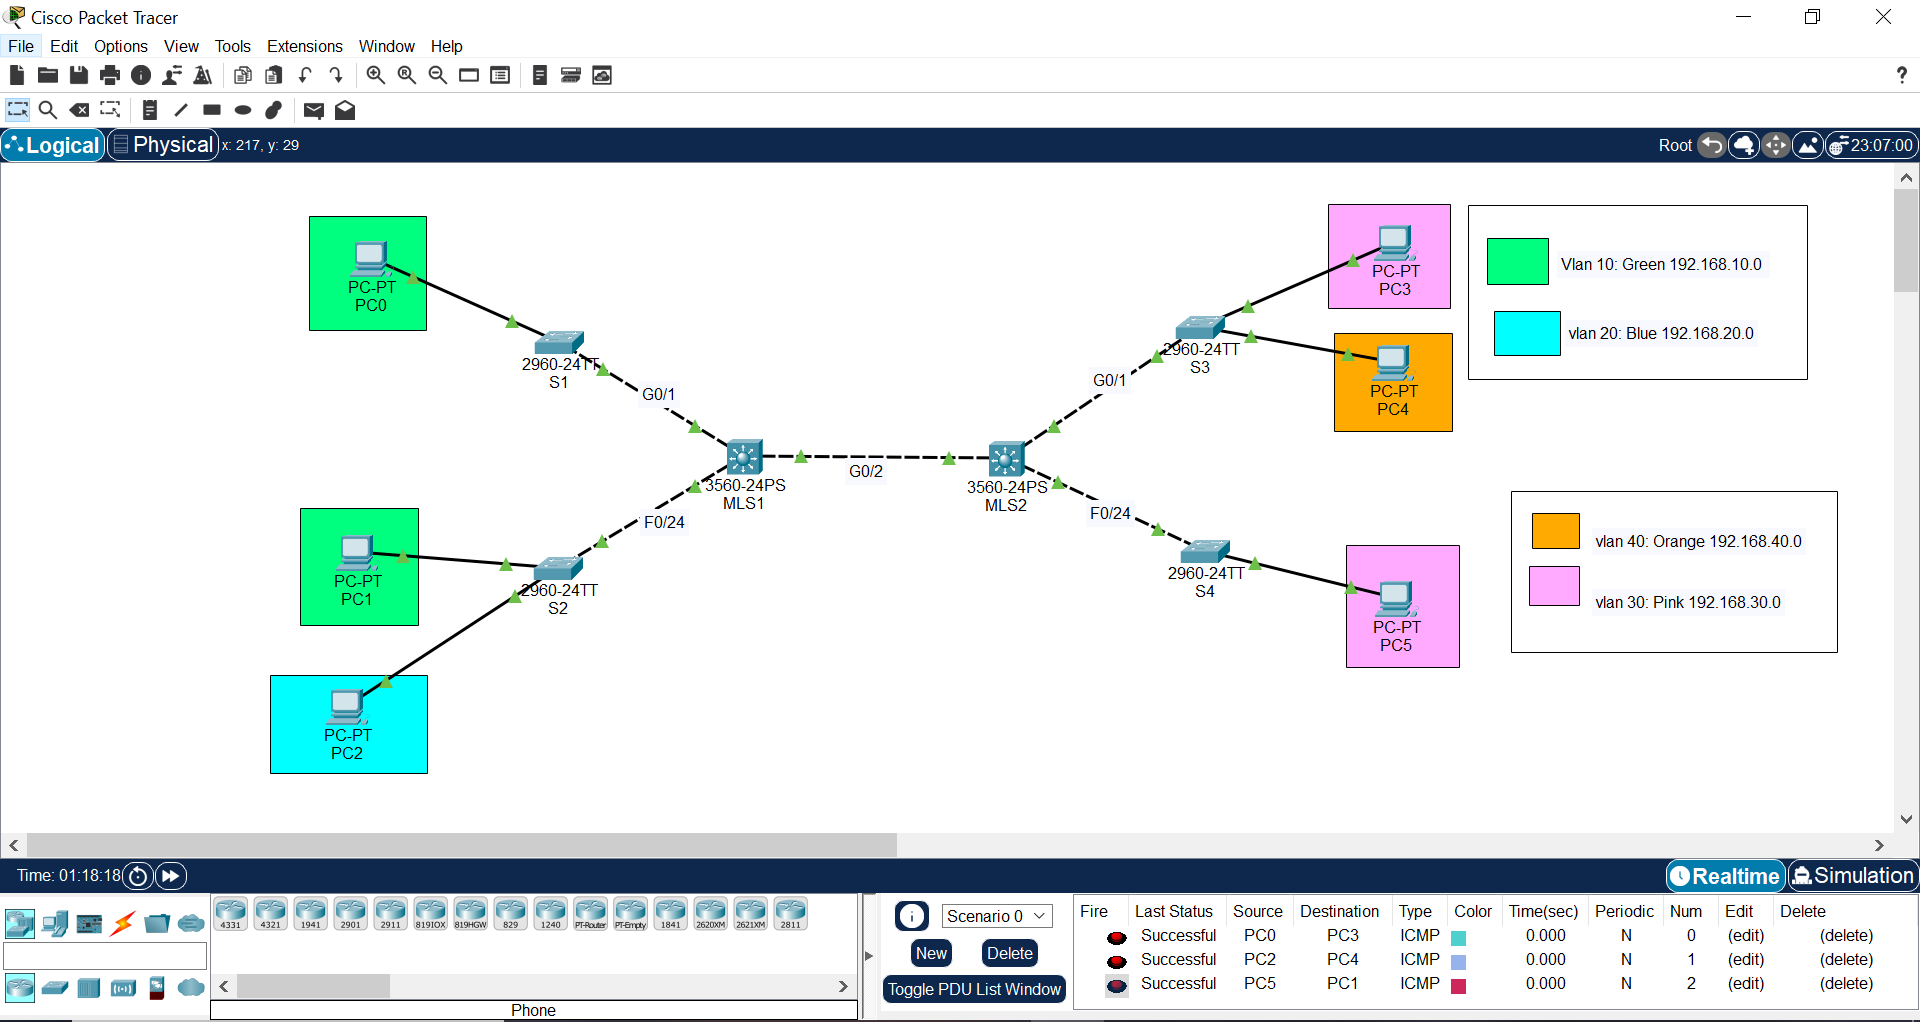 Cisco Packet Tracer
File Edit Options View Tools Extensions Window Help
?
Logical Physical x: 217, y: 29 Root 23:07:00
PC-PT
PC0
2960-24TT
S1
G0/1
3560-24PS
MLS1
G0/2
F0/24
PC-PT
PC1
2960-24TT
S2
PC-PT
PC2
PC-PT
PC3
2960-24TT
S3
G0/1
PC-PT
PC4
3560-24PS
MLS2
F0/24
2960-24TT
S4
PC-PT
PC5
Vlan 10: Green 192.168.10.0
vlan 20: Blue 192.168.20.0
vlan 40: Orange 192.168.40.0
vlan 30: Pink 192.168.30.0
Time: 01:18:18 Realtime Simulation
4331 4321 1941 2901 2911 819IOX 819HGW 829 1240 PT-Router PT-Empty 1841 2620XM 2621XM 2811
Phone
Scenario 0
New Delete
Toggle PDU List Window
Fire Last Status Source Destination Type Color Time(sec) Periodic Num Edit Delete
Successful PC0 PC3 ICMP 0.000 N 0 (edit) (delete)
Successful PC2 PC4 ICMP 0.000 N 1 (edit) (delete)
Successful PC5 PC1 ICMP 0.000 N 2 (edit) (delete)